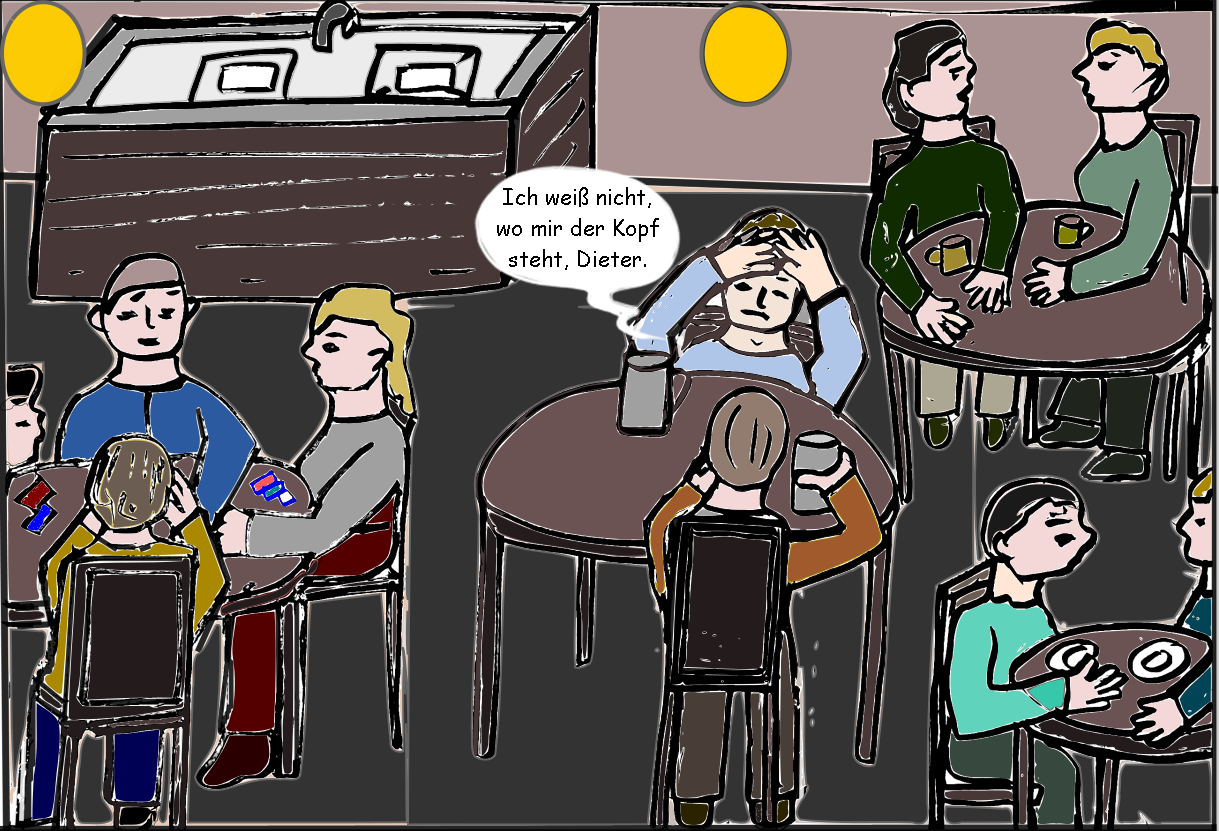 Ich weiß nicht,
wo mir der Kopf
steht, Dieter.